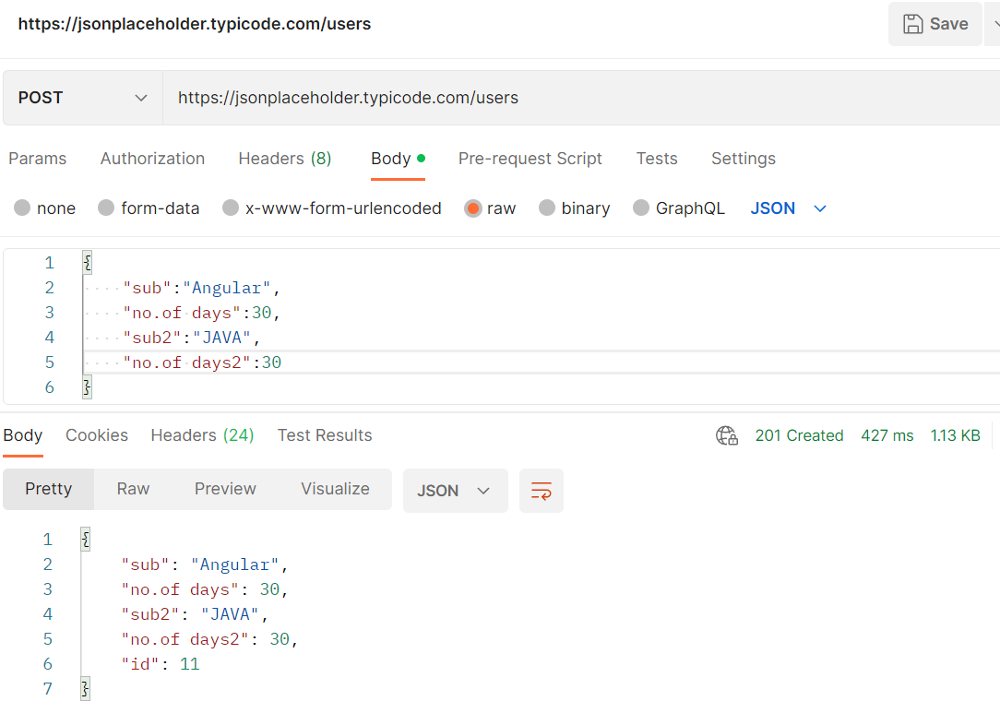 https://jsonplaceholder.typicode.com/users
Save
POST
https://jsonplaceholder.typicode.com/users
Params Authorization Headers (8) Body Pre-request Script Tests Settings
none form-data x-www-form-urlencoded raw binary GraphQL JSON
1 {
2 "sub":"Angular",
3 "no.of days":30,
4 "sub2":"JAVA",
5 "no.of days2":30
6 }
Body Cookies Headers (24) Test Results 201 Created 427 ms 1.13 KB
Pretty Raw Preview Visualize JSON
1 {
2 "sub": "Angular",
3 "no.of days": 30,
4 "sub2": "JAVA",
5 "no.of days2": 30,
6 "id": 11
7 }